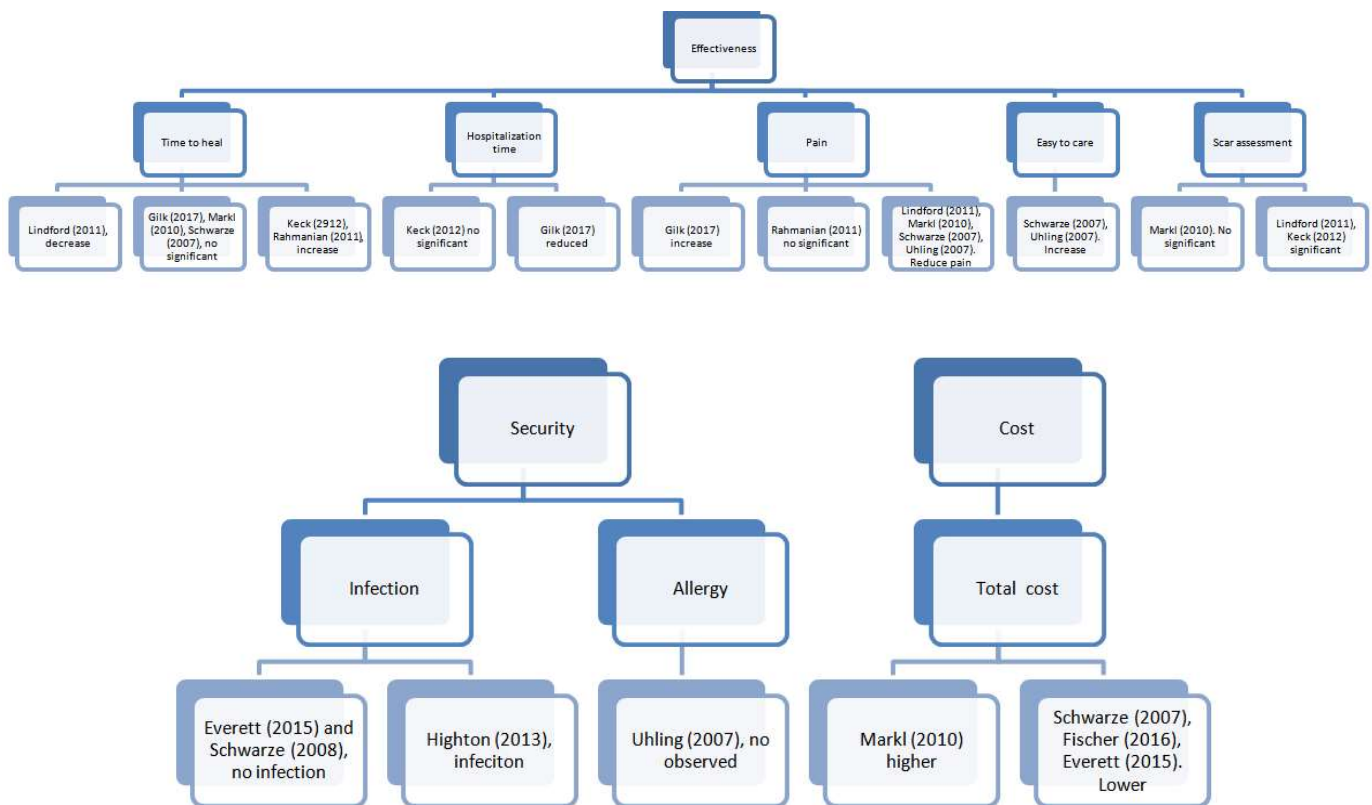 Effectiveness
Time to heal
Hospitalization
time
Pain
Easy to care
Scar assessment
Lindford (2011),
decrease
Gilk (2017), Markl
(2010),
Schwarze
(2007), no
significant
Keck (2912),
Rahmanian (2011),
increase
Keck (2012) no
significant
Gilk (2017)
reduced
Gilk (2017)
increase
Rahmanian (2011)
no significant
Lindford (2011),
Markl (2010),
Schwarze (2007),
Uhling (2007).
Reduce pain
Schwarze (2007),
Uhling (2007).
Increase
Markl (2010). No
significant
Lindford (2011),
Keck (2012)
significant
Security
Cost
Infection
Allergy
Total cost
Everett (2015) and
Schwarze (2008),
no infection
Highton (2013),
infeciton
Uhling (2007), no
observed
Markl (2010)
higher
Schwarze (2007),
Fischer (2016),
Everett (2015).
Lower